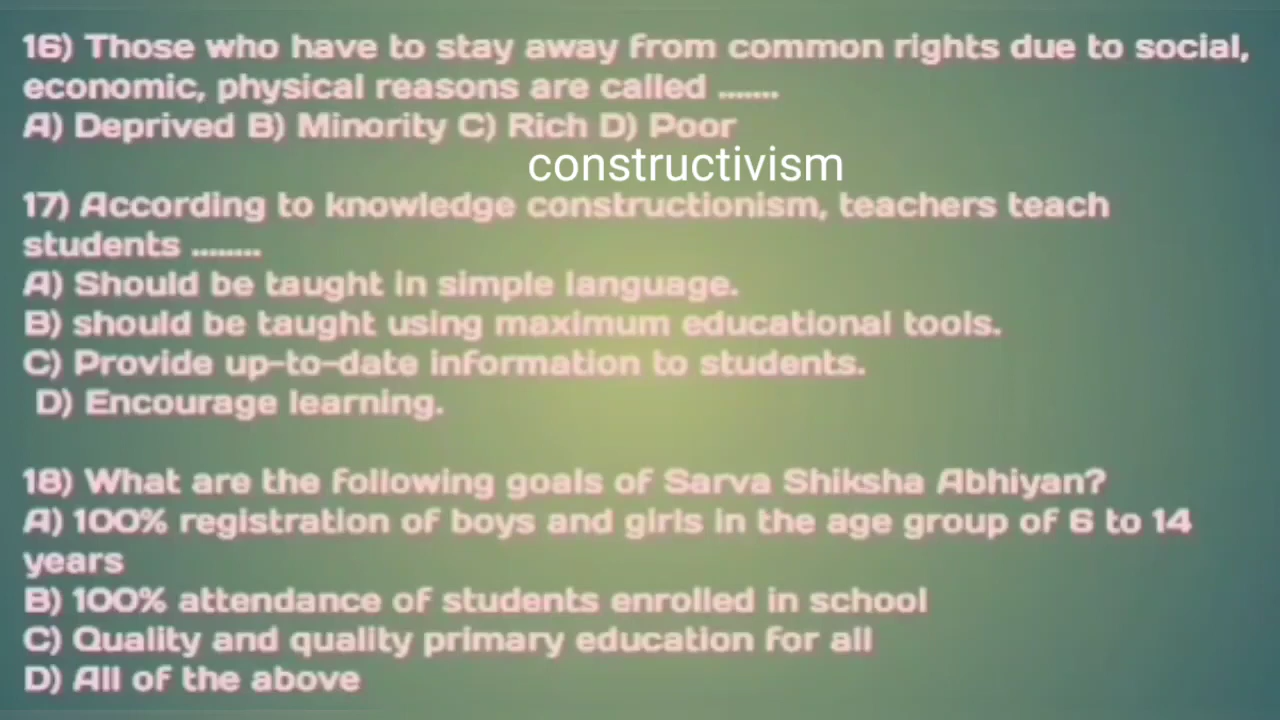 16) Those who have to stay away from common rights due to social,
economic, physical reasons are called .......
A) Deprived B) Minority C) Rich D) Poor
constructivism
17) According to knowledge constructionism, teachers teach
students ........
A) Should be taught in simple language.
B) should be taught using maximum educational tools.
C) Provide up-to-date information to students.
D) Encourage learning.
18) What are the following goals of Sarva Shiksha Abhiyan?
A) 100% registration of boys and girls in the age group of 6 to 14
years
B) 100% attendance of students enrolled in school
C) Quality and quality primary education for all
D) All of the above